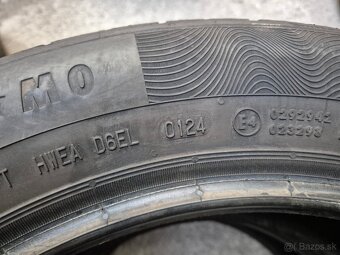 MO
T HWEA D6EL 0124 E4 0292942
023298
Bazos.sk